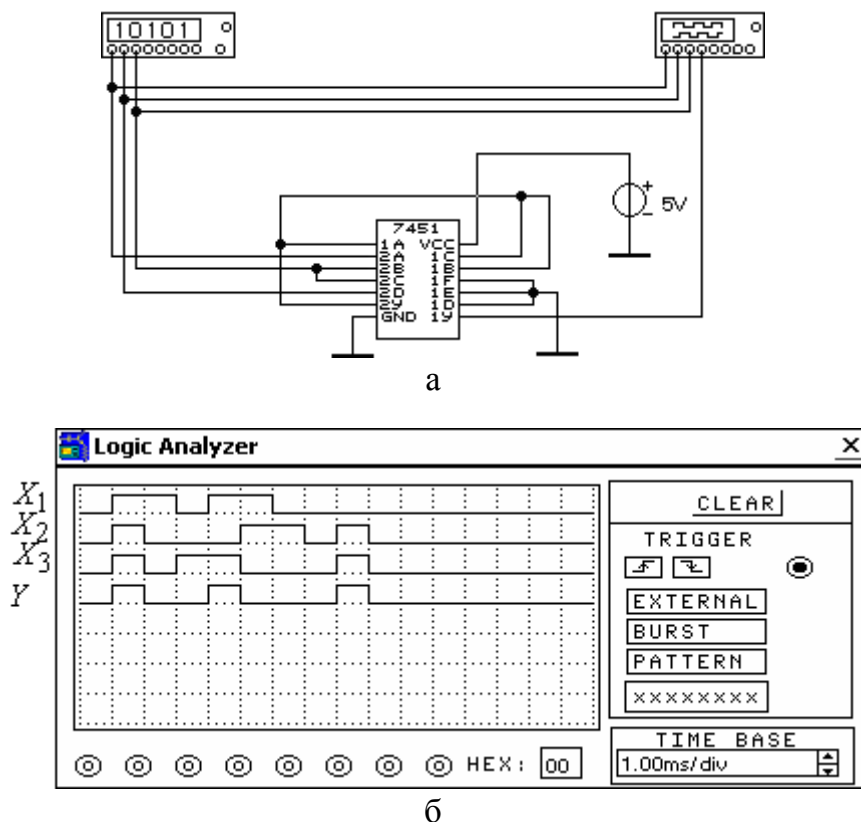 10101
5V
7451
1A VCC
2A 1C
2B 1B
2C 1F
2D 1E
2Y 1D
GND 1Y
а
Logic Analyzer
X1
X2
X3
Y
CLEAR
TRIGGER
EXTERNAL
BURST
PATTERN
xxxxxxxx
TIME BASE
1.00ms/div
HEX: 00
б